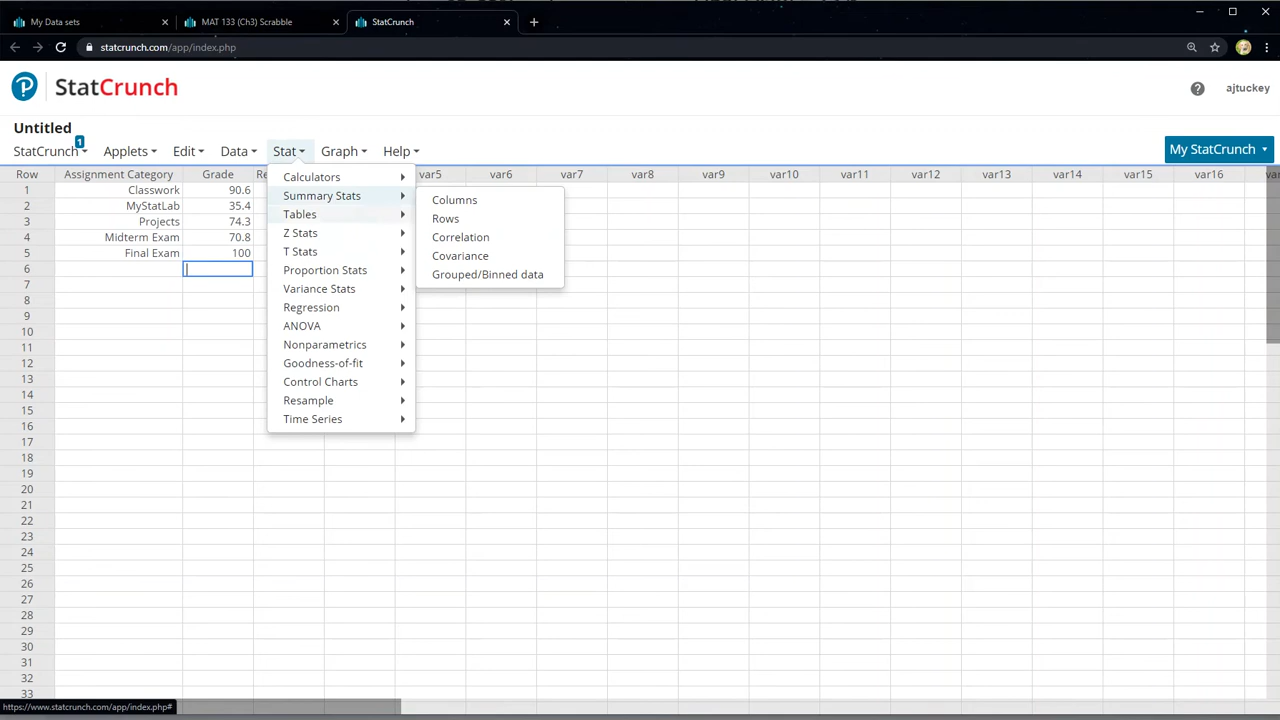 My Data sets
MAT 133 (Ch3) Scrabble
StatCrunch
statcrunch.com/app/index.php
StatCrunch
ajtuckey
Untitled
StatCrunch 1 Applets Edit Data Stat Graph Help
My StatCrunch
Row Assignment Category Grade Re var5 var6 var7 var8 var9 var10 var11 var12 var13 var14 var15 var16
1 Classwork 90.6
2 MyStatLab 35.4
3 Projects 74.3
4 Midterm Exam 70.8
5 Final Exam 100
6
7
8
9
10
11
12
13
14
15
16
17
18
19
20
21
22
23
24
25
26
27
28
29
30
31
32
33
Calculators
Summary Stats
Tables
Z Stats
T Stats
Proportion Stats
Variance Stats
Regression
ANOVA
Nonparametrics
Goodness-of-fit
Control Charts
Resample
Time Series
Columns
Rows
Correlation
Covariance
Grouped/Binned data
https://www.statcrunch.com/app/index.php#